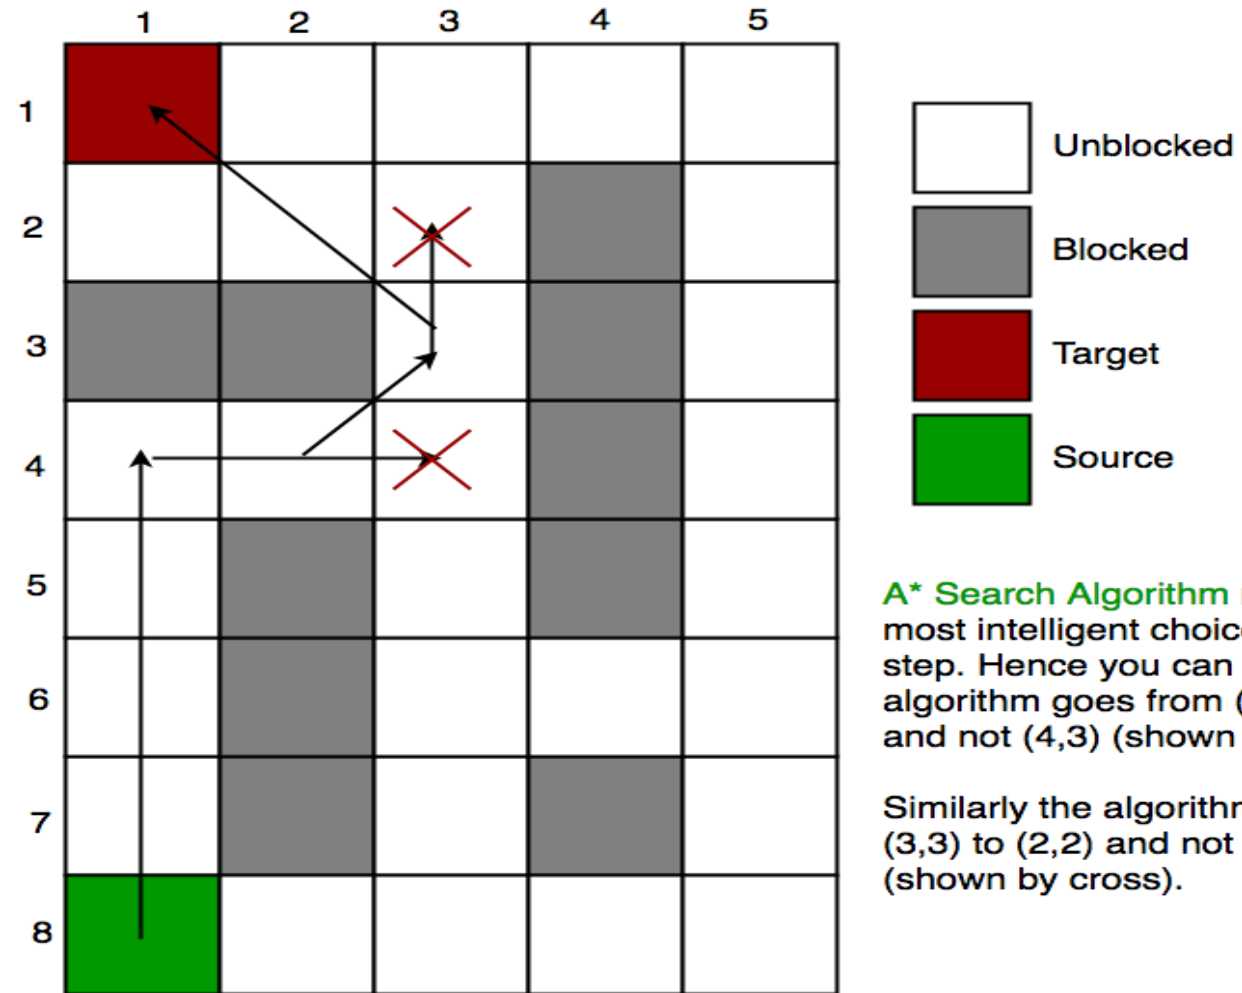 1 2 3 4 5
1
2
3
4
5
6
7
8
Unblocked
Blocked
Target
Source
A* Search Algorithm
most intelligent choice
step. Hence you can
algorithm goes from (
and not (4,3) (shown
Similarly the algorithm
(3,3) to (2,2) and not
(shown by cross).